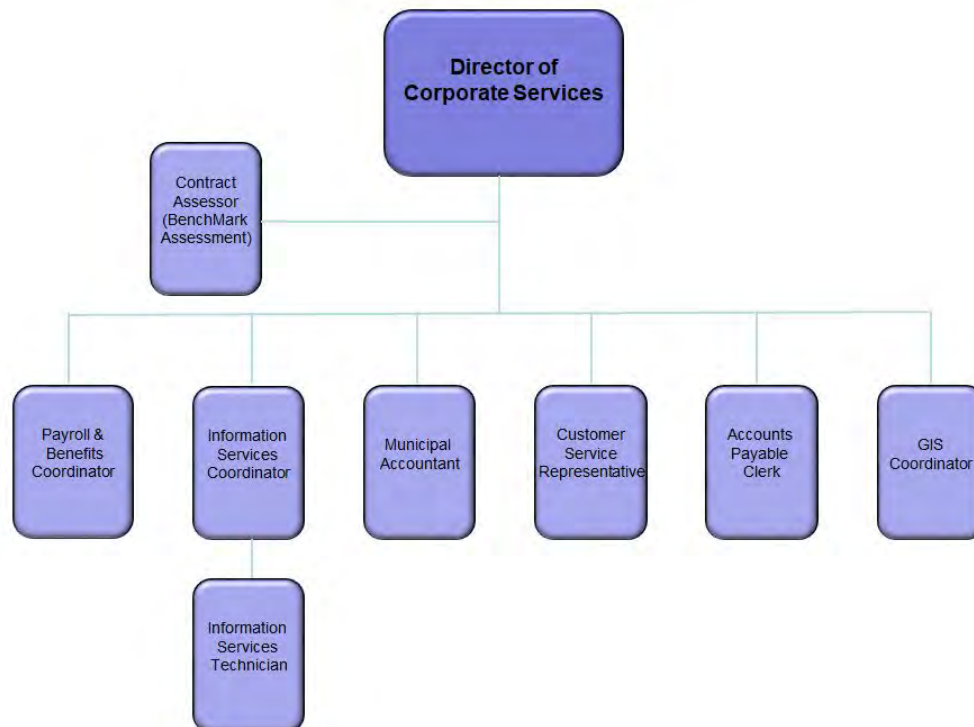 Director of
Corporate Services
Contract
Assessor
(BenchMark
Assessment)
Payroll &
Benefits
Coordinator
Information
Services
Coordinator
Municipal
Accountant
Customer
Service
Representative
Accounts
Payable
Clerk
GIS
Coordinator
Information
Services
Technician